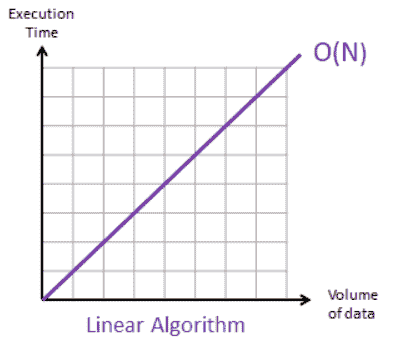 Execution
Time
O(N)
Volume
of data
Linear Algorithm